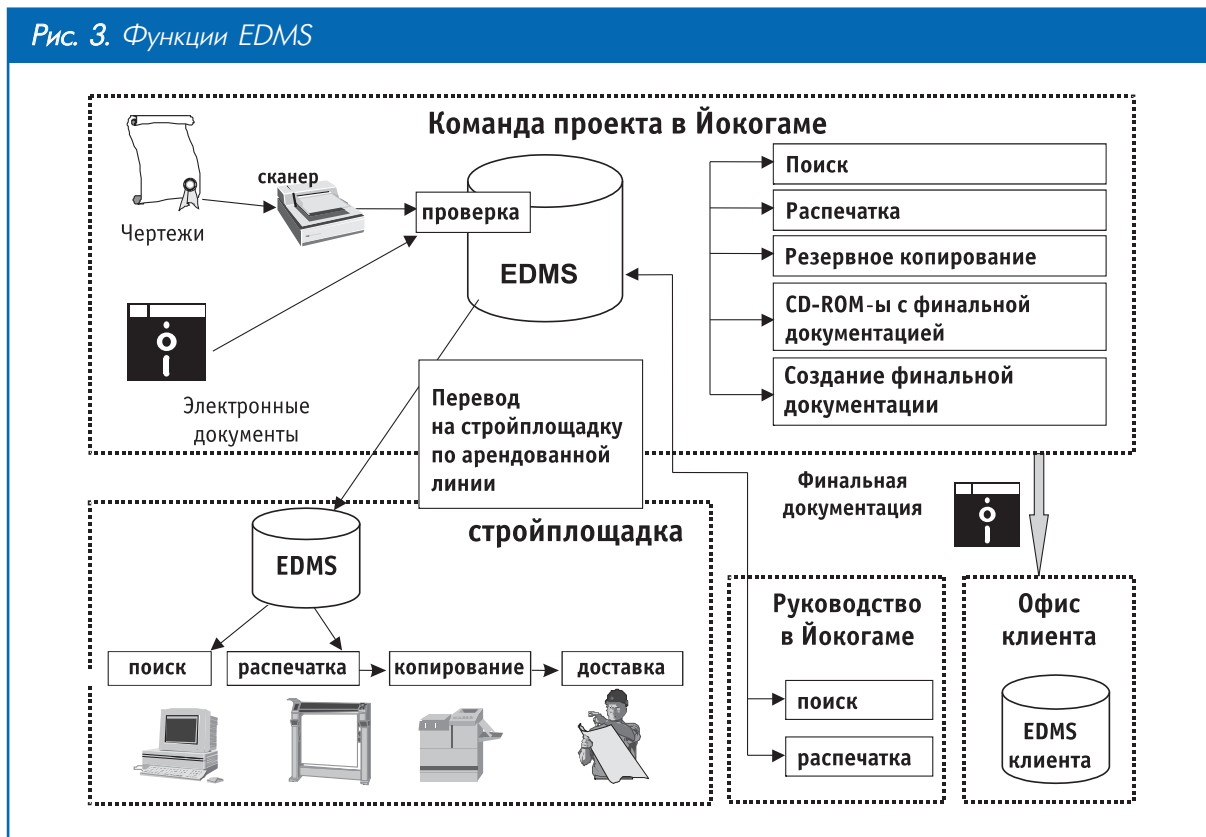 Рис. 3. Функции EDMS
Команда проекта в Йокогаме
Чертежи
сканер
проверка
EDMS
Электронные
документы
Поиск
Распечатка
Резервное копирование
CD-ROM-ы с финальной
документацией
Создание финальной
документации
Перевод
на стройплощадку
по арендованной
линии
Финальная
документация
стройплощадка
EDMS
поиск
распечатка
копирование
доставка
Руководство
в Йокогаме
поиск
распечатка
Офис
клиента
EDMS
клиента